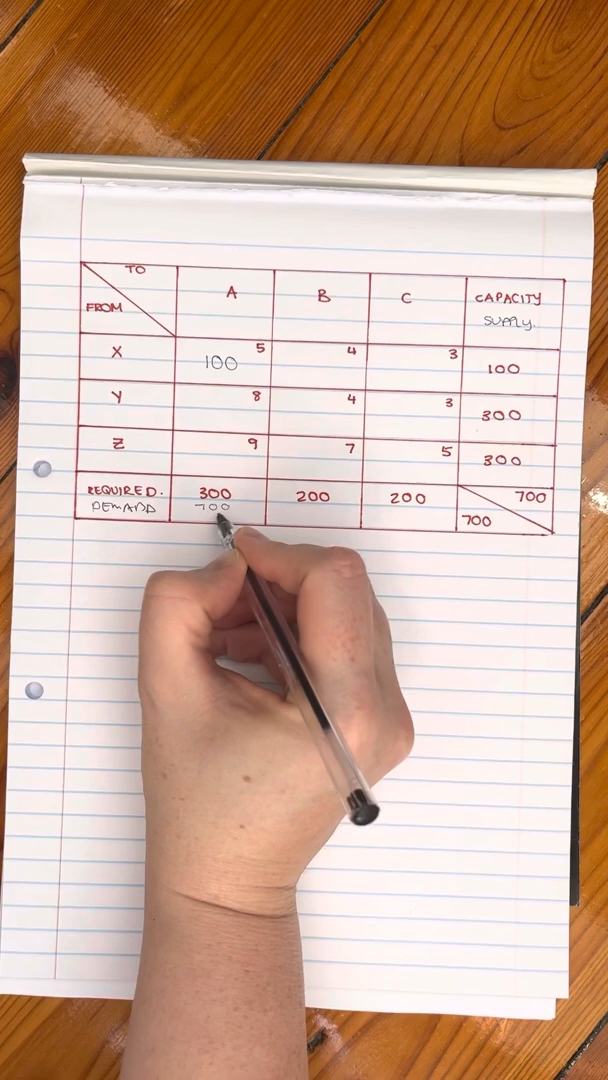 TO
FROM
A
B
C
CAPACITY
SUPPLY.
X
100
5
4
3
100
Y
8
4
3
300
Z
9
7
5
300
REQUIRED.
DEMAND
300
200
200
700
700